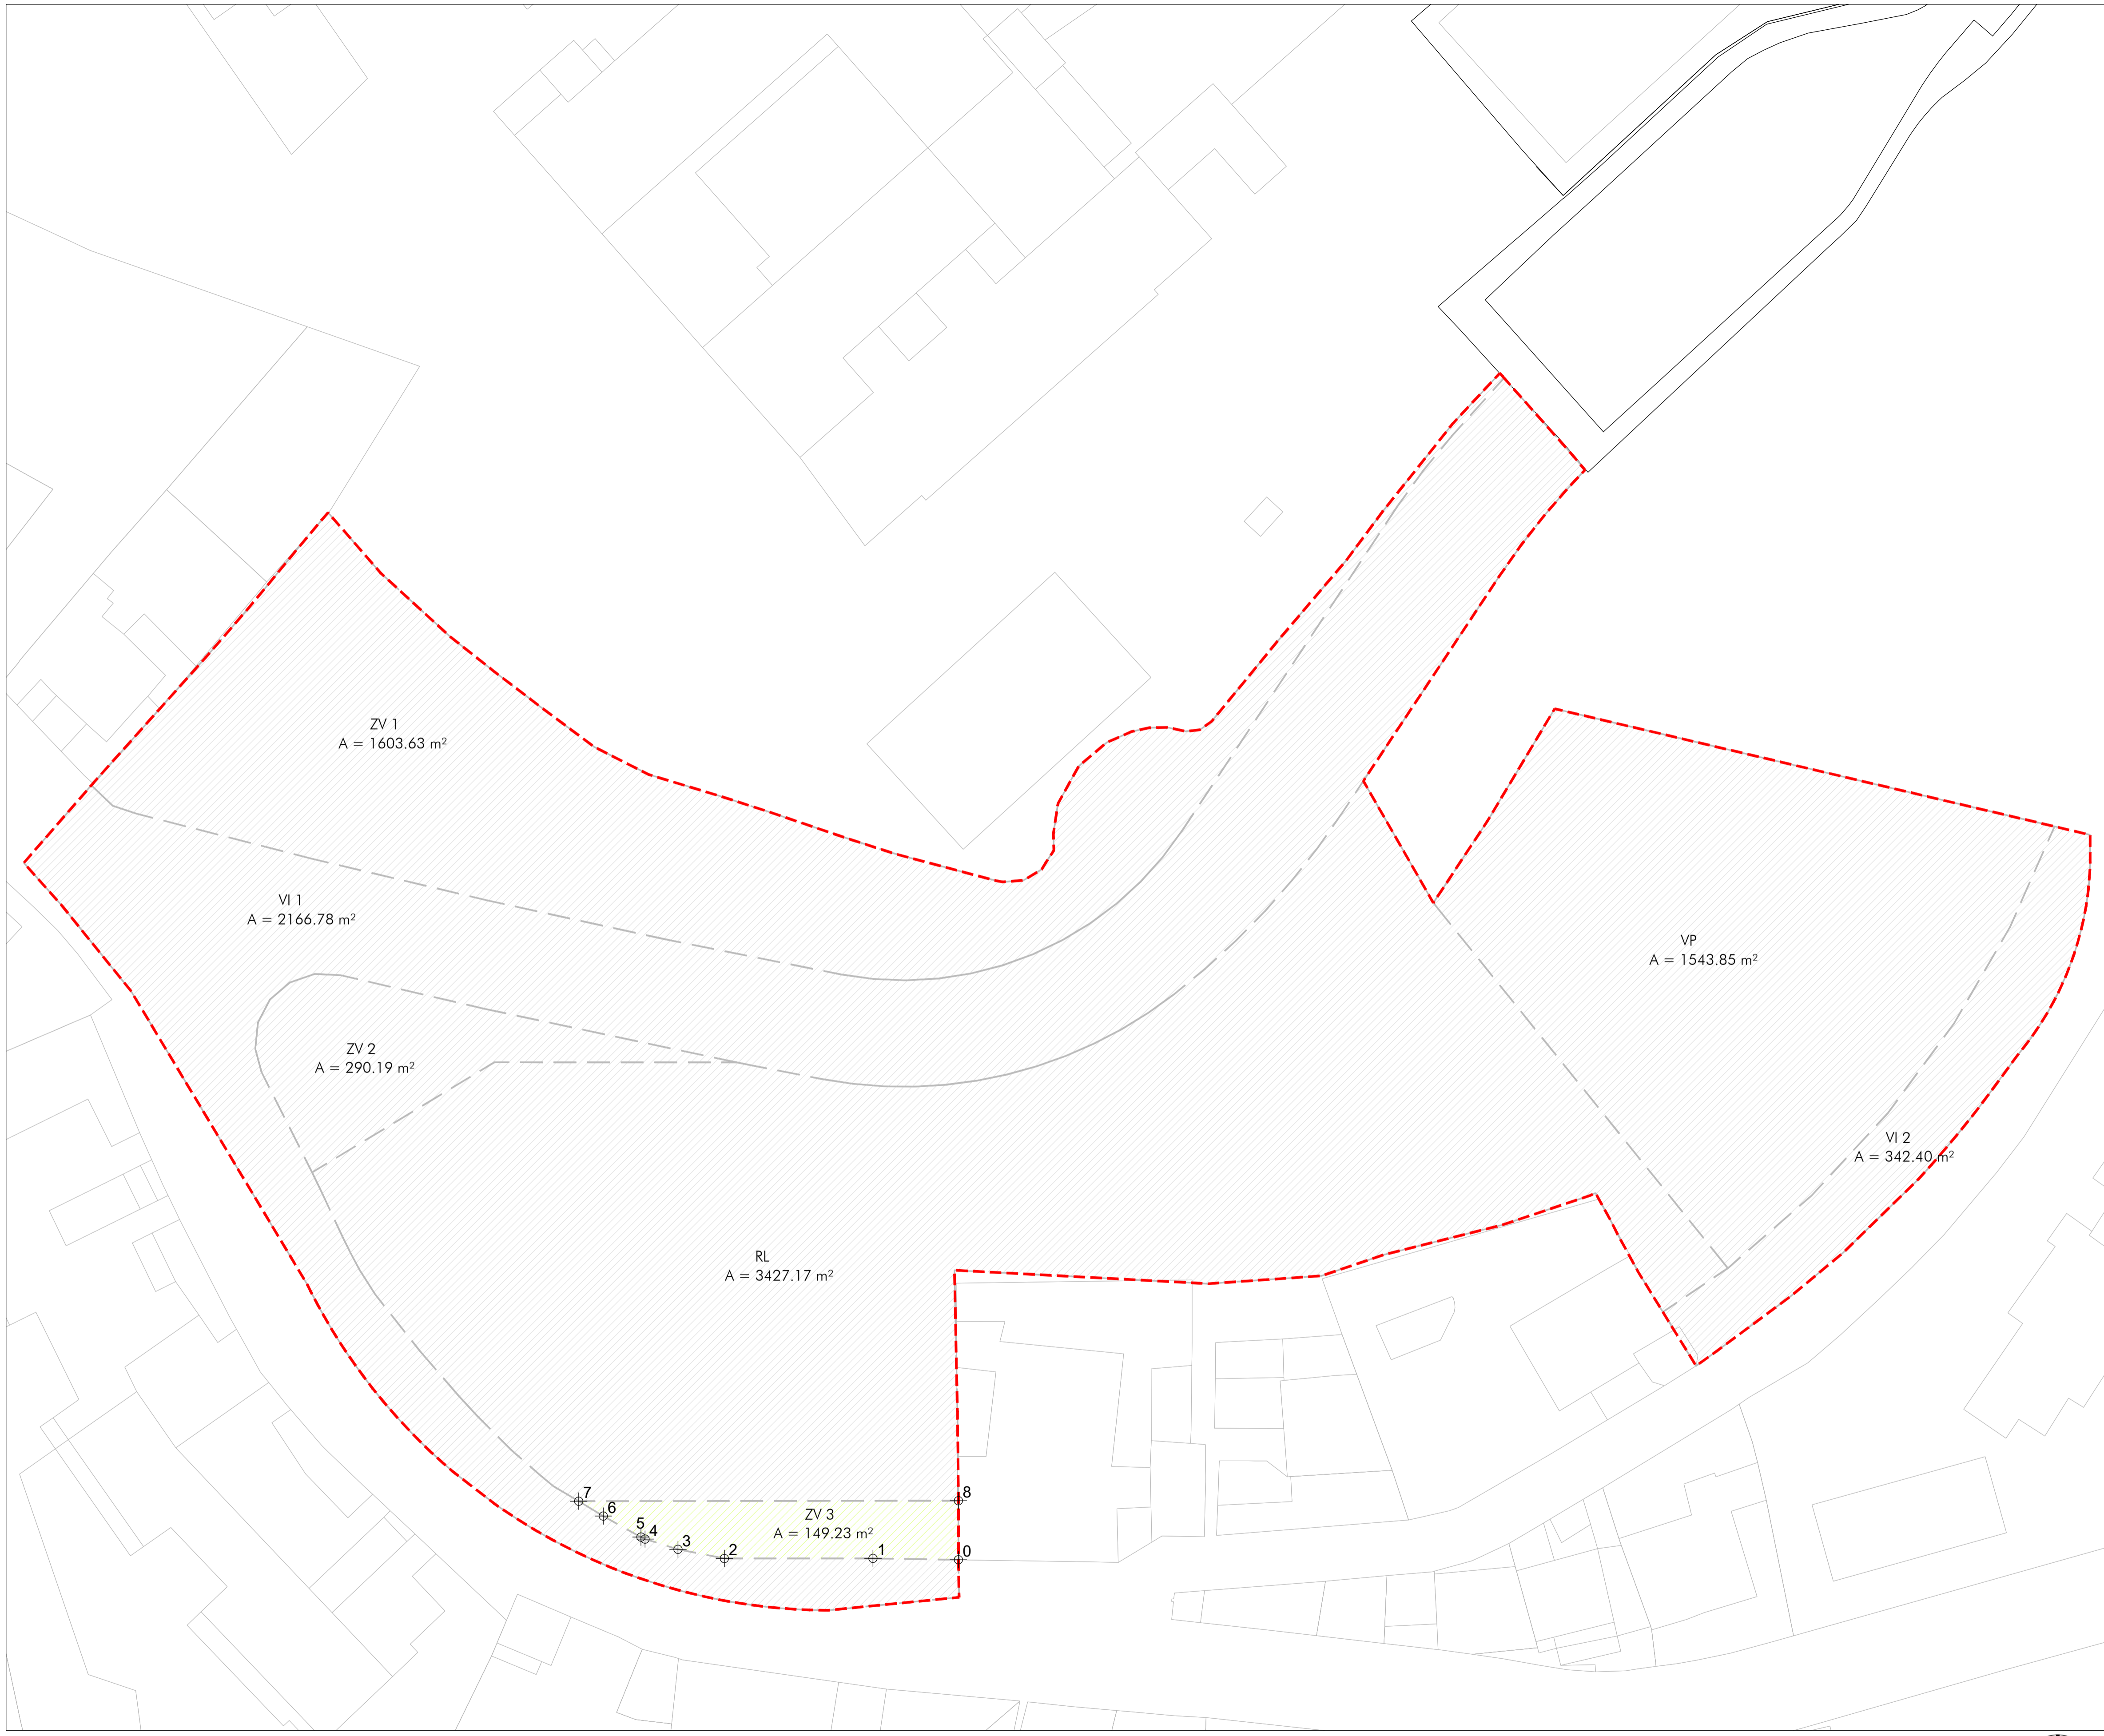 ZV 1
A = 1603.63 m²
VI 1
A = 2166.78 m²
VP
A = 1543.85 m²
ZV 2
A = 290.19 m²
VI 2
A = 342.40 m²
RL
A = 3427.17 m²
7
8
6
ZV 3
A = 149.23 m²
5
4
3
2
1
0